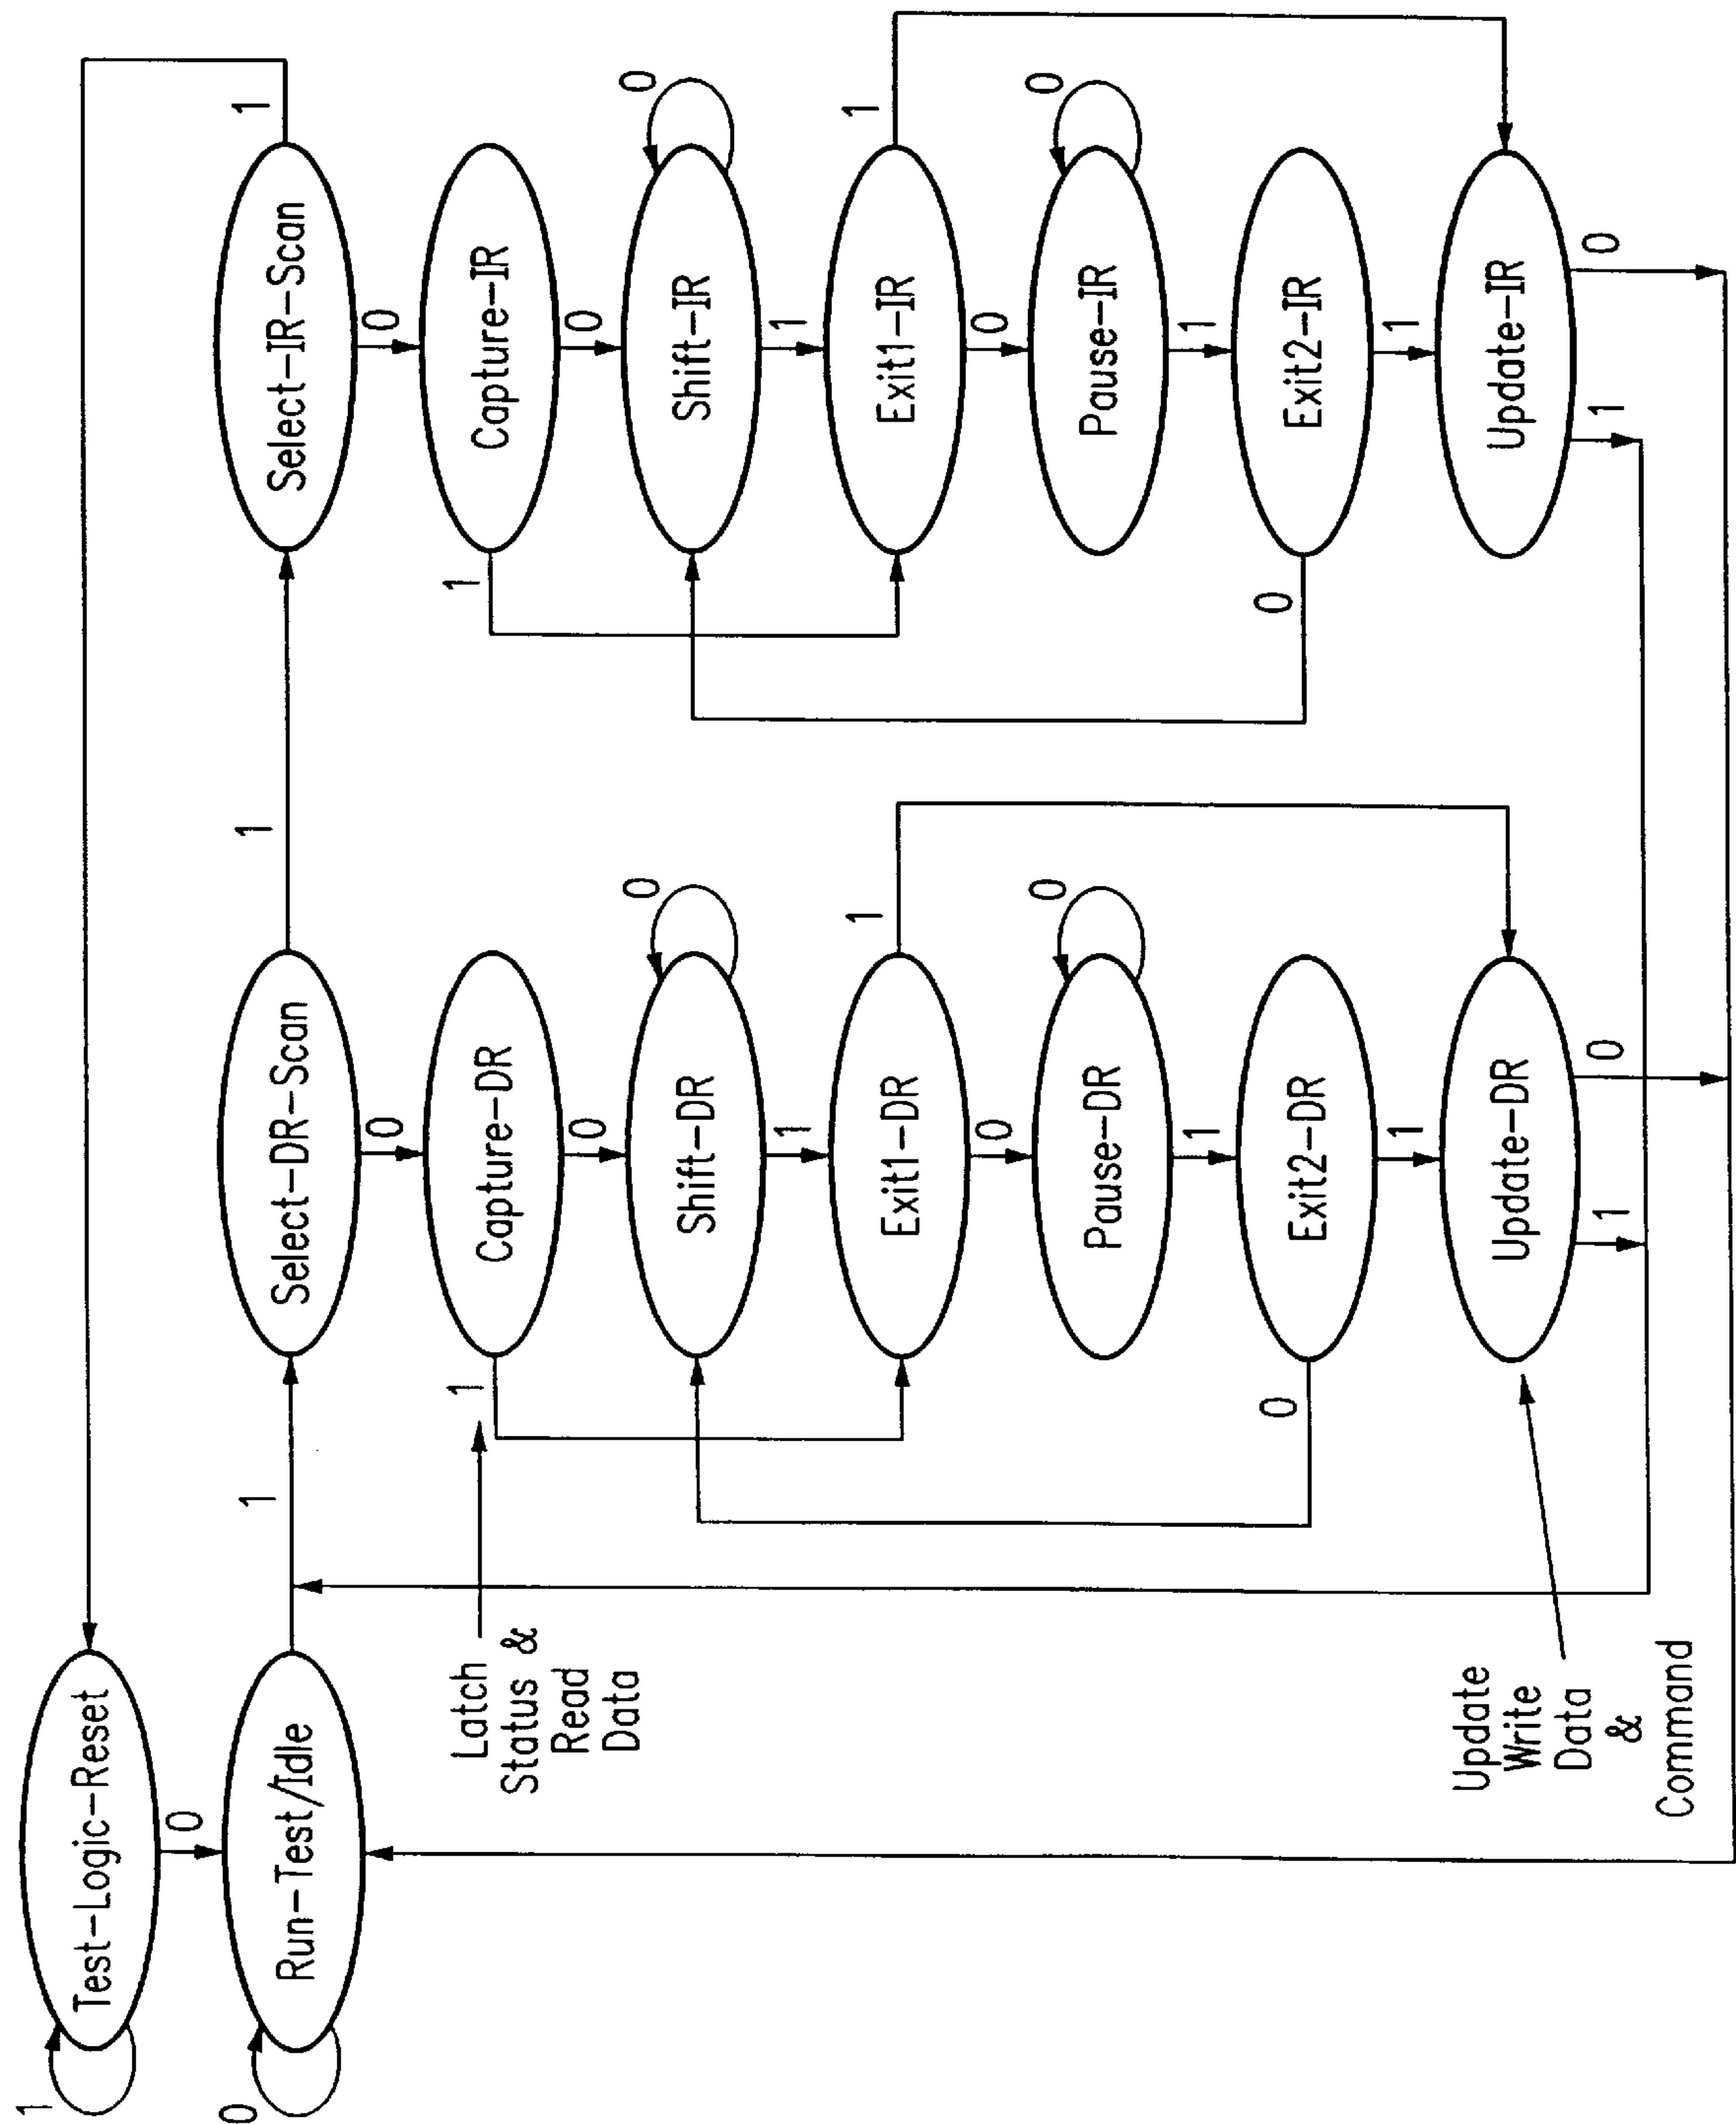 1
Test-Logic-Reset
0
0
Run-Test/Idle
1
Select-DR-Scan
1
Select-IR-Scan
1
0
0
Latch
Status &
Read
Data
1
Capture-DR
1
Capture-IR
0
0
Shift-DR
0
Shift-IR
0
1
1
Exit1-DR
1
Exit1-IR
1
0
0
Pause-DR
0
Pause-IR
0
1
1
0
Exit2-DR
0
Exit2-IR
1
1
Update
Write
Data
&
Command
Update-DR
Update-IR
1
0
1
0